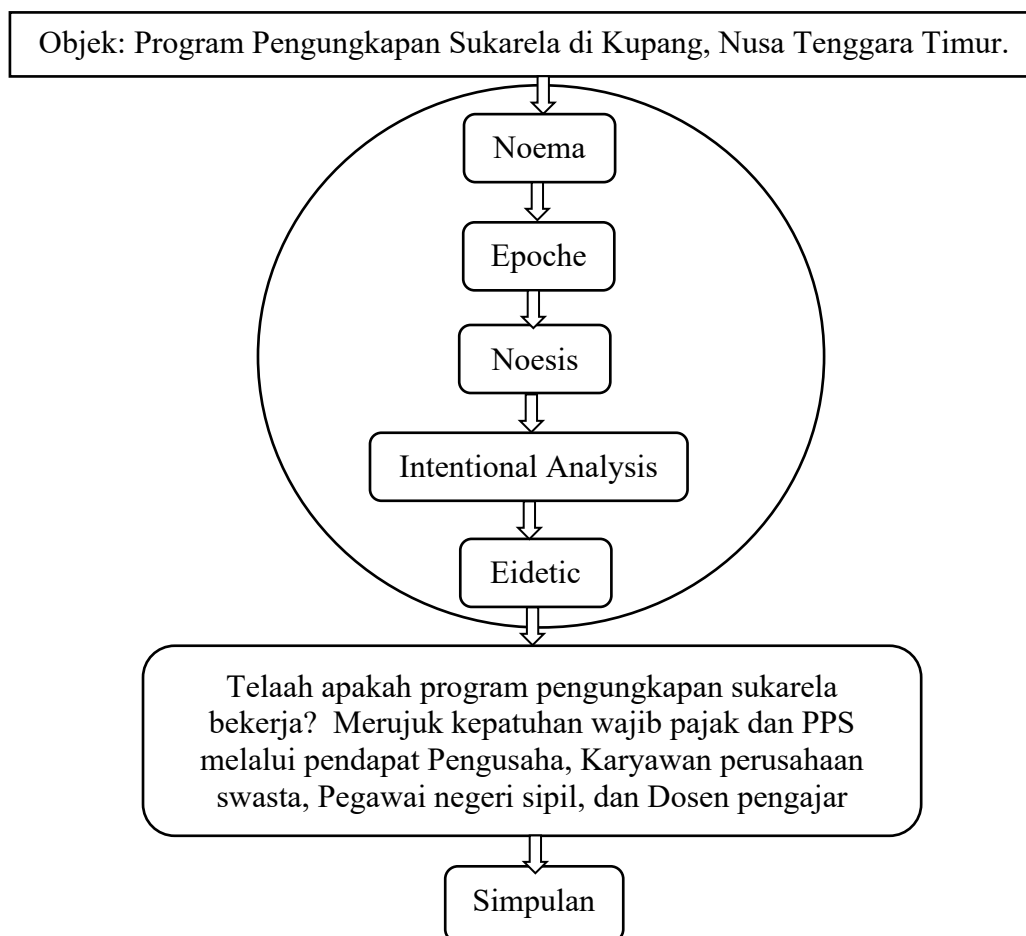 Objek: Program Pengungkapan Sukarela di Kupang, Nusa Tenggara Timur.
Noema
Epoche
Noesis
Intentional Analysis
Eidetic
Telaah apakah program pengungkapan sukarela
bekerja?  Merujuk kepatuhan wajib pajak dan PPS
melalui pendapat Pengusaha, Karyawan perusahaan
swasta, Pegawai negeri sipil, dan Dosen pengajar
Simpulan